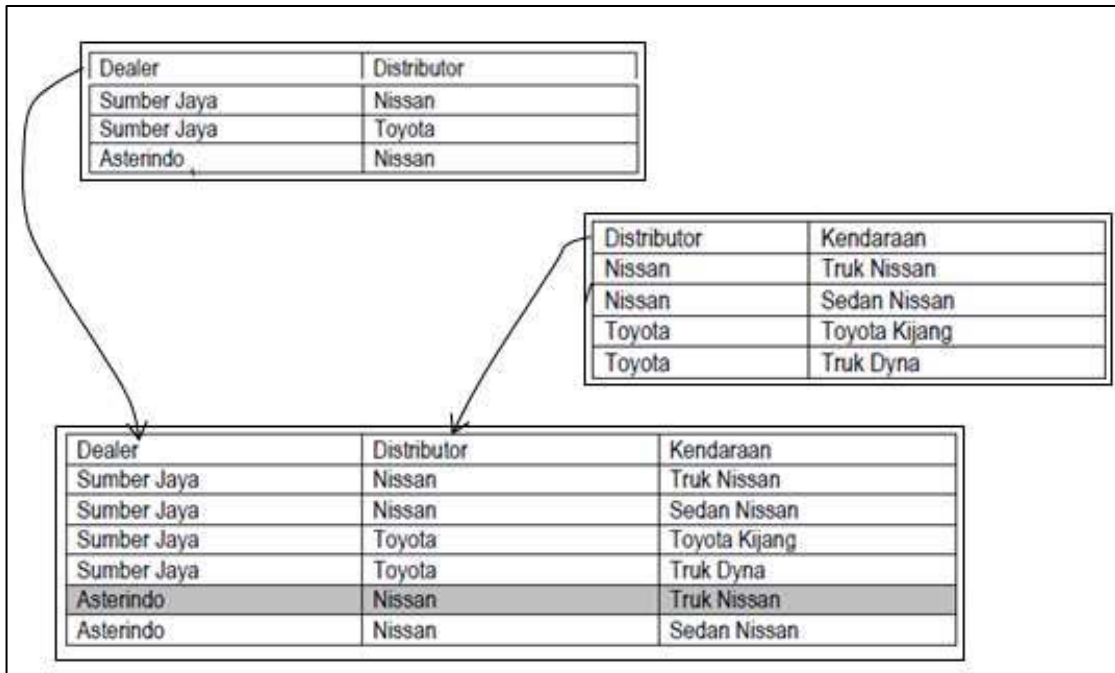 Dealer Distributor
Sumber Jaya Nissan
Sumber Jaya Toyota
Asterindo Nissan
Distributor Kendaraan
Nissan Truk Nissan
Nissan Sedan Nissan
Toyota Toyota Kijang
Toyota Truk Dyna
Dealer Distributor Kendaraan
Sumber Jaya Nissan Truk Nissan
Sumber Jaya Nissan Sedan Nissan
Sumber Jaya Toyota Toyota Kijang
Sumber Jaya Toyota Truk Dyna
Asterindo Nissan Truk Nissan
Asterindo Nissan Sedan Nissan